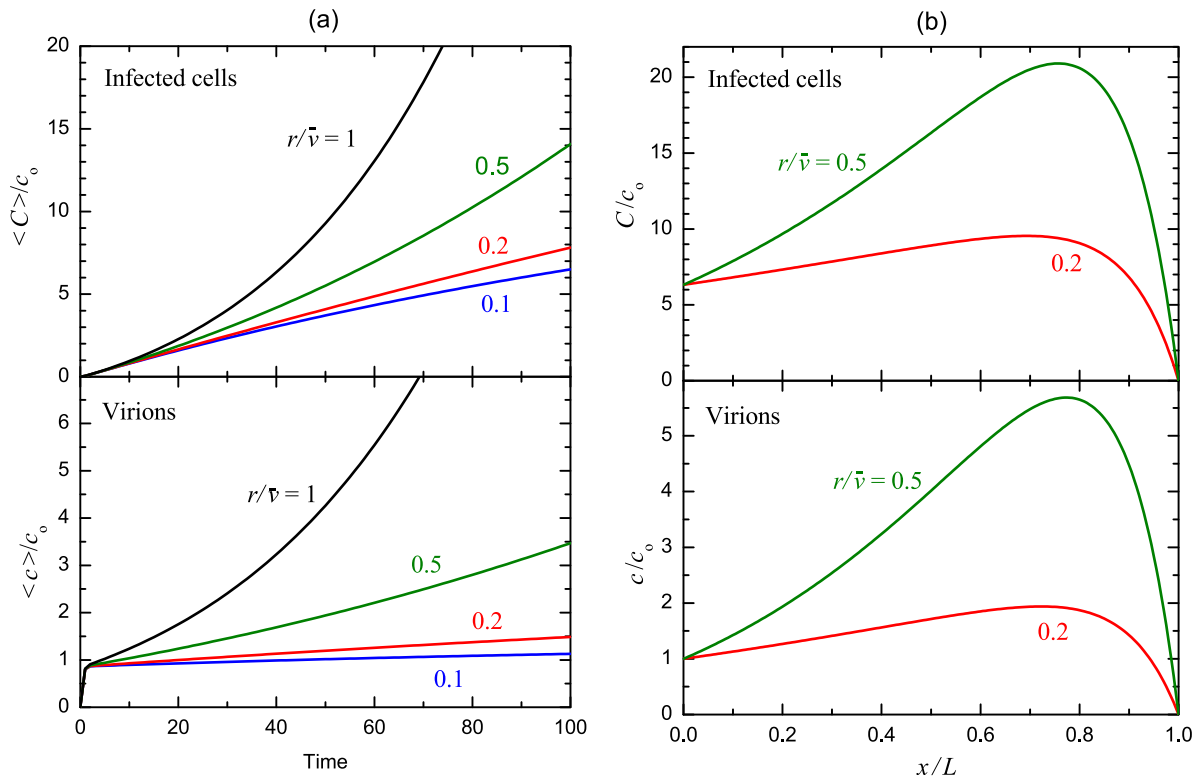 (a)
20
15
10
5
0
<C>/c₀
Infected cells
r/v̄ = 1
0.5
0.2
0.1
6
5
4
3
2
1
0
<c>/c₀
Virions
r/v̄ = 1
0.5
0.2
0.1
0 20 40 60 80 100
Time
(b)
20
15
10
5
0
C/c₀
Infected cells
r/v̄ = 0.5
0.2
5
4
3
2
1
0
c/c₀
Virions
r/v̄ = 0.5
0.2
0.0 0.2 0.4 0.6 0.8 1.0
x/L